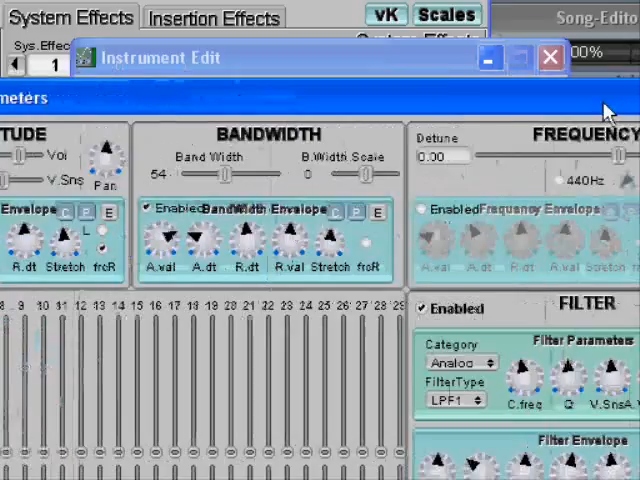 System Effects Insertion Effects vK Scales Song-Edito
Sys.Effec
1
00%
Instrument Edit
meters
TUDE
Vol
V.Sns
Pan
Envelope C P E
L
R.dt Stretch frcR
BANDWIDTH
Band Width B.Width Scale
54 0
Enabled Bandwidth Envelope C P E
A.val A.dt R.dt R.val Stretch frcR
Detune FREQUENCY
0.00
440Hz
Enabled Frequency Envelope
A.val A.dt R.dt R.val Stretch
8 9 10 11 12 13 14 15 16 17 18 19 20 21 22 23 24 25 26 27 28 29
Enabled FILTER
Filter Parameters
Category
Analog
FilterType
LPF1
C.freq Q V.SnsA.V
Filter Envelope